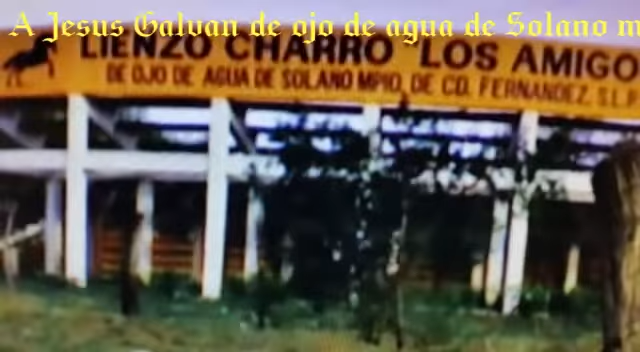 A Jesus Galvan de ojo de agua de Solano m
LIENZO CHARRO "LOS AMIGO
DE OJO DE AGUA DE SOLANO MPIO. DE CD. FERNANDEZ, S.L.P